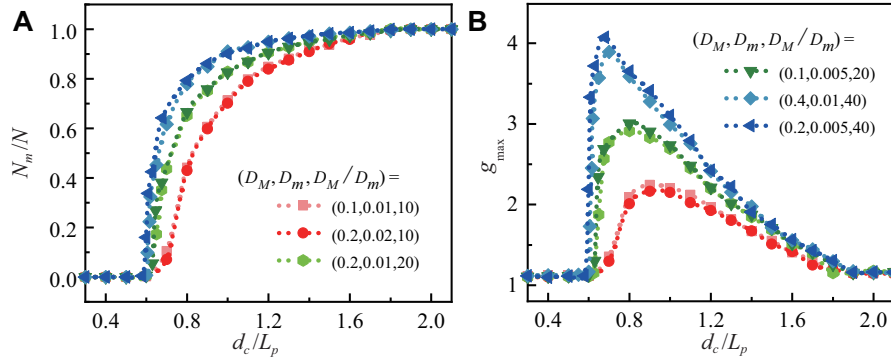 A
1.0
0.8
0.6
0.4
0.2
0.0
N_m/N
(D_M, D_m, D_M/D_m)=
(0.1,0.01,10)
(0.2,0.02,10)
(0.2,0.01,20)
0.4 0.8 1.2 1.6 2.0
d_c/L_p
B
4
3
2
1
g_max
(D_M, D_m, D_M/D_m)=
(0.1,0.005,20)
(0.4,0.01,40)
(0.2,0.005,40)
0.4 0.8 1.2 1.6 2.0
d_c/L_p